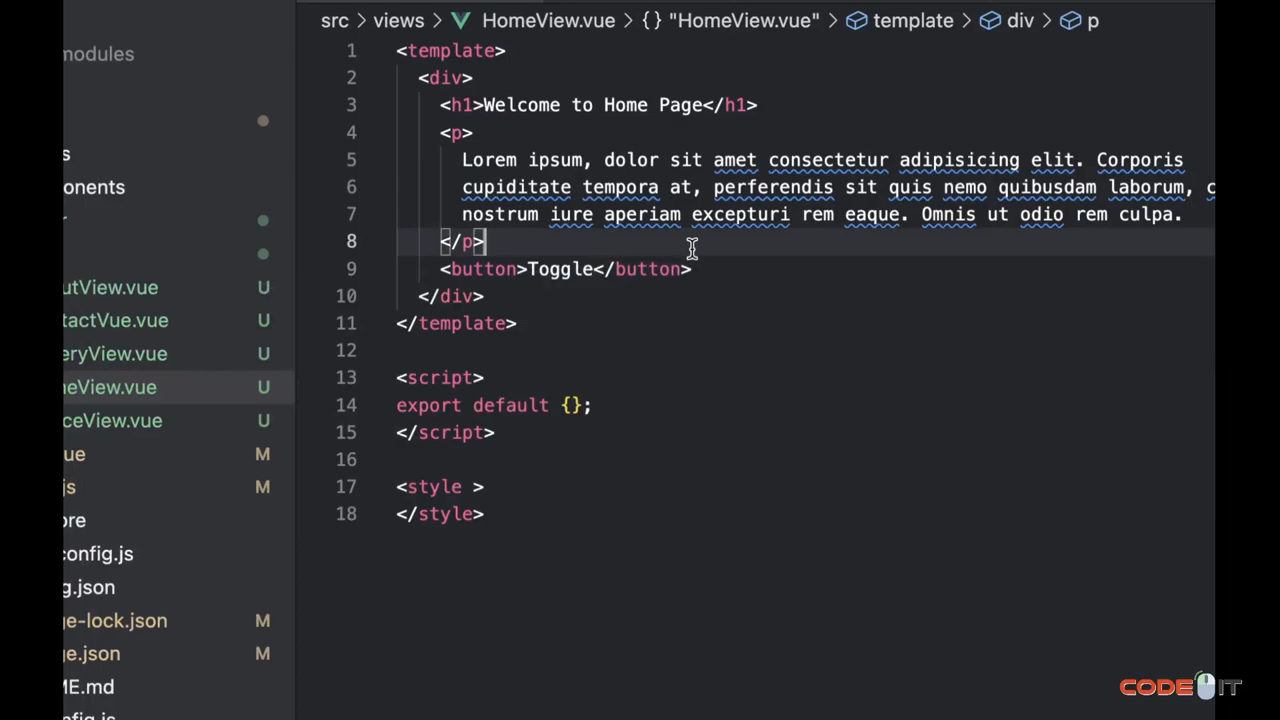 src > views > HomeView.vue > {} "HomeView.vue" > template > div > p
modules
s
onents
r
utView.vue U
tactVue.vue U
eryView.vue U
neView.vue U
ceView.vue U
ue M
js M
ore
config.js
g.json
ge-lock.json M
ge.json M
ME.md
nfig.js
1 <template>
2 <div>
3 <h1>Welcome to Home Page</h1>
4 <p>
5 Lorem ipsum, dolor sit amet consectetur adipisicing elit. Corporis
6 cupiditate tempora at, perferendis sit quis nemo quibusdam laborum, c
7 nostrum iure aperiam excepturi rem eaque. Omnis ut odio rem culpa.
8 </p>
9 <button>Toggle</button>
10 </div>
11 </template>
12
13 <script>
14 export default {};
15 </script>
16
17 <style >
18 </style>
CODE IT